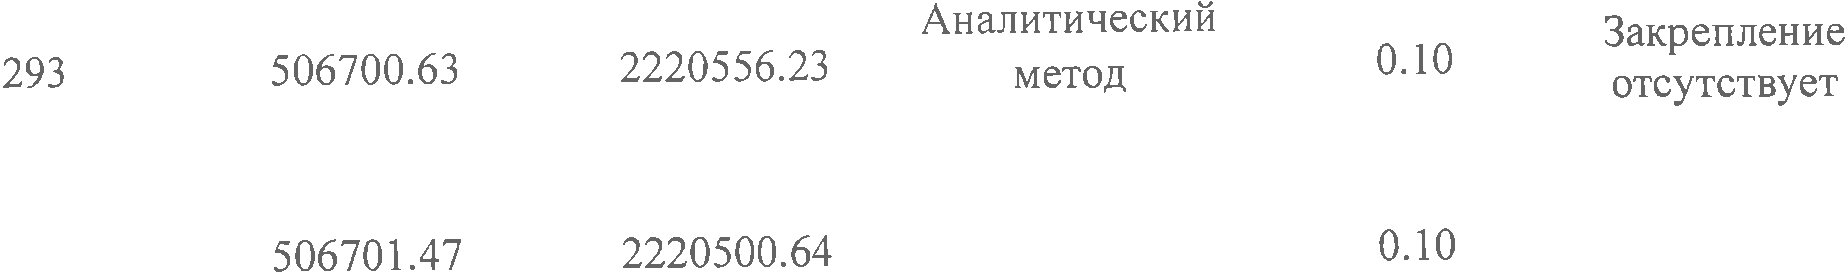 293 506700.63 2220556.23 Аналитический метод 0.10 Закрепление отсутствует
506701.47 2220500.64 0.10